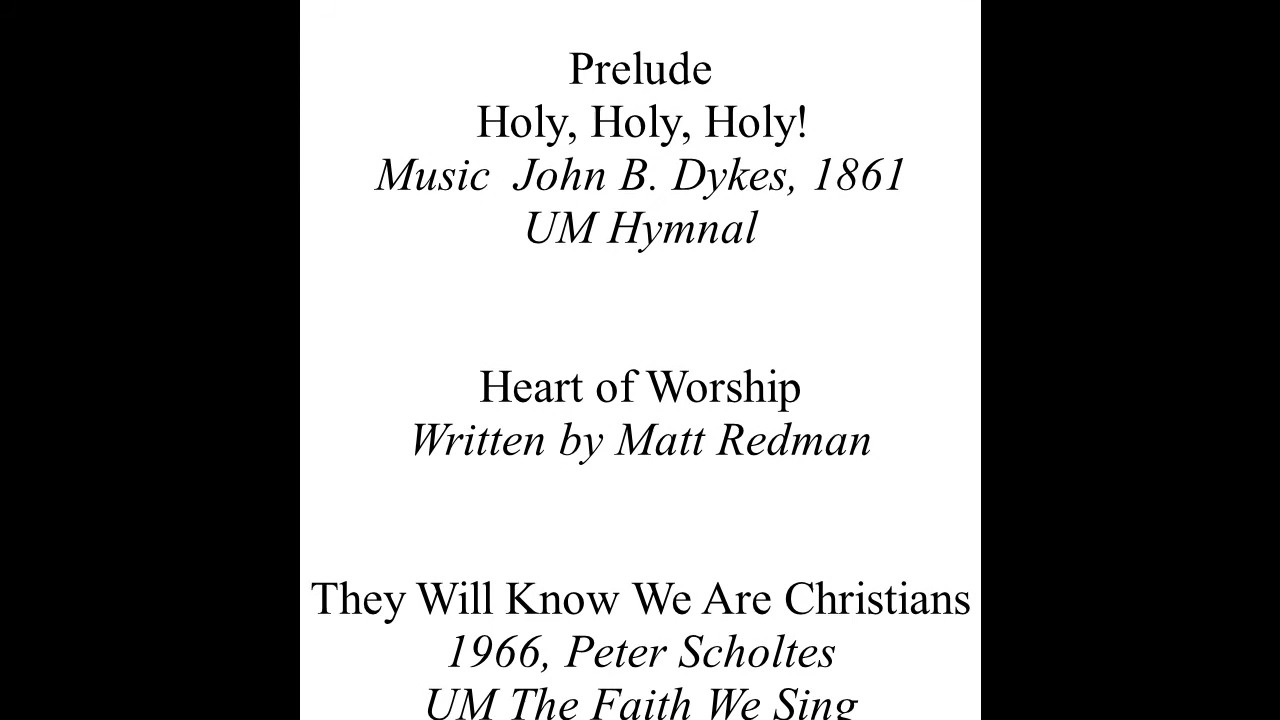 Prelude
Holy, Holy, Holy!
Music  John B. Dykes, 1861
UM Hymnal
Heart of Worship
Written by Matt Redman
They Will Know We Are Christians
1966, Peter Scholtes
UM The Faith We Sing